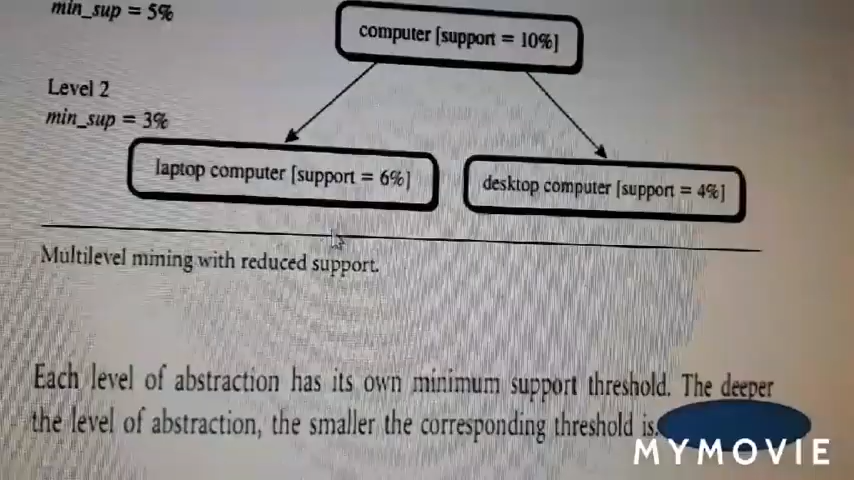 min_sup = 5%
computer [support = 10%]
Level 2
min_sup = 3%
laptop computer [support = 6%]
desktop computer [support = 4%]
Multilevel mining with reduced support.
Each level of abstraction has its own minimum support threshold. The deeper
the level of abstraction, the smaller the corresponding threshold is.
MYMOVIE